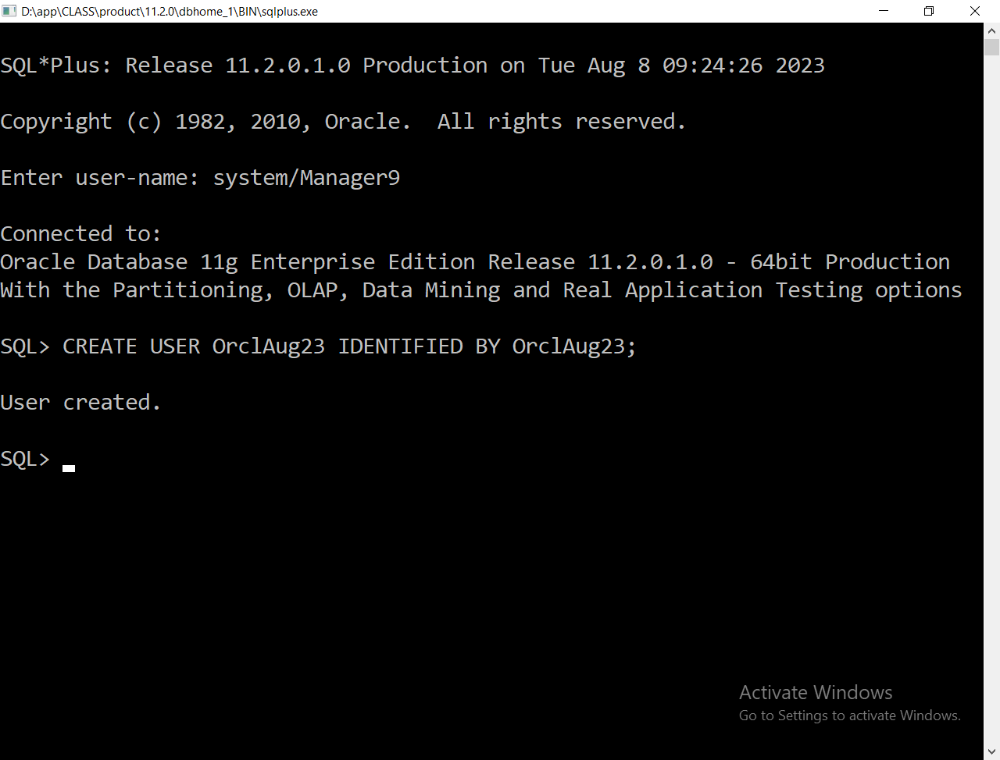 D:\app\CLASS\product\11.2.0\dbhome_1\BIN\sqlplus.exe
SQL*Plus: Release 11.2.0.1.0 Production on Tue Aug 8 09:24:26 2023
Copyright (c) 1982, 2010, Oracle.  All rights reserved.
Enter user-name: system/Manager9
Connected to:
Oracle Database 11g Enterprise Edition Release 11.2.0.1.0 - 64bit Production
With the Partitioning, OLAP, Data Mining and Real Application Testing options
SQL> CREATE USER OrclAug23 IDENTIFIED BY OrclAug23;
User created.
SQL>
Activate Windows
Go to Settings to activate Windows.